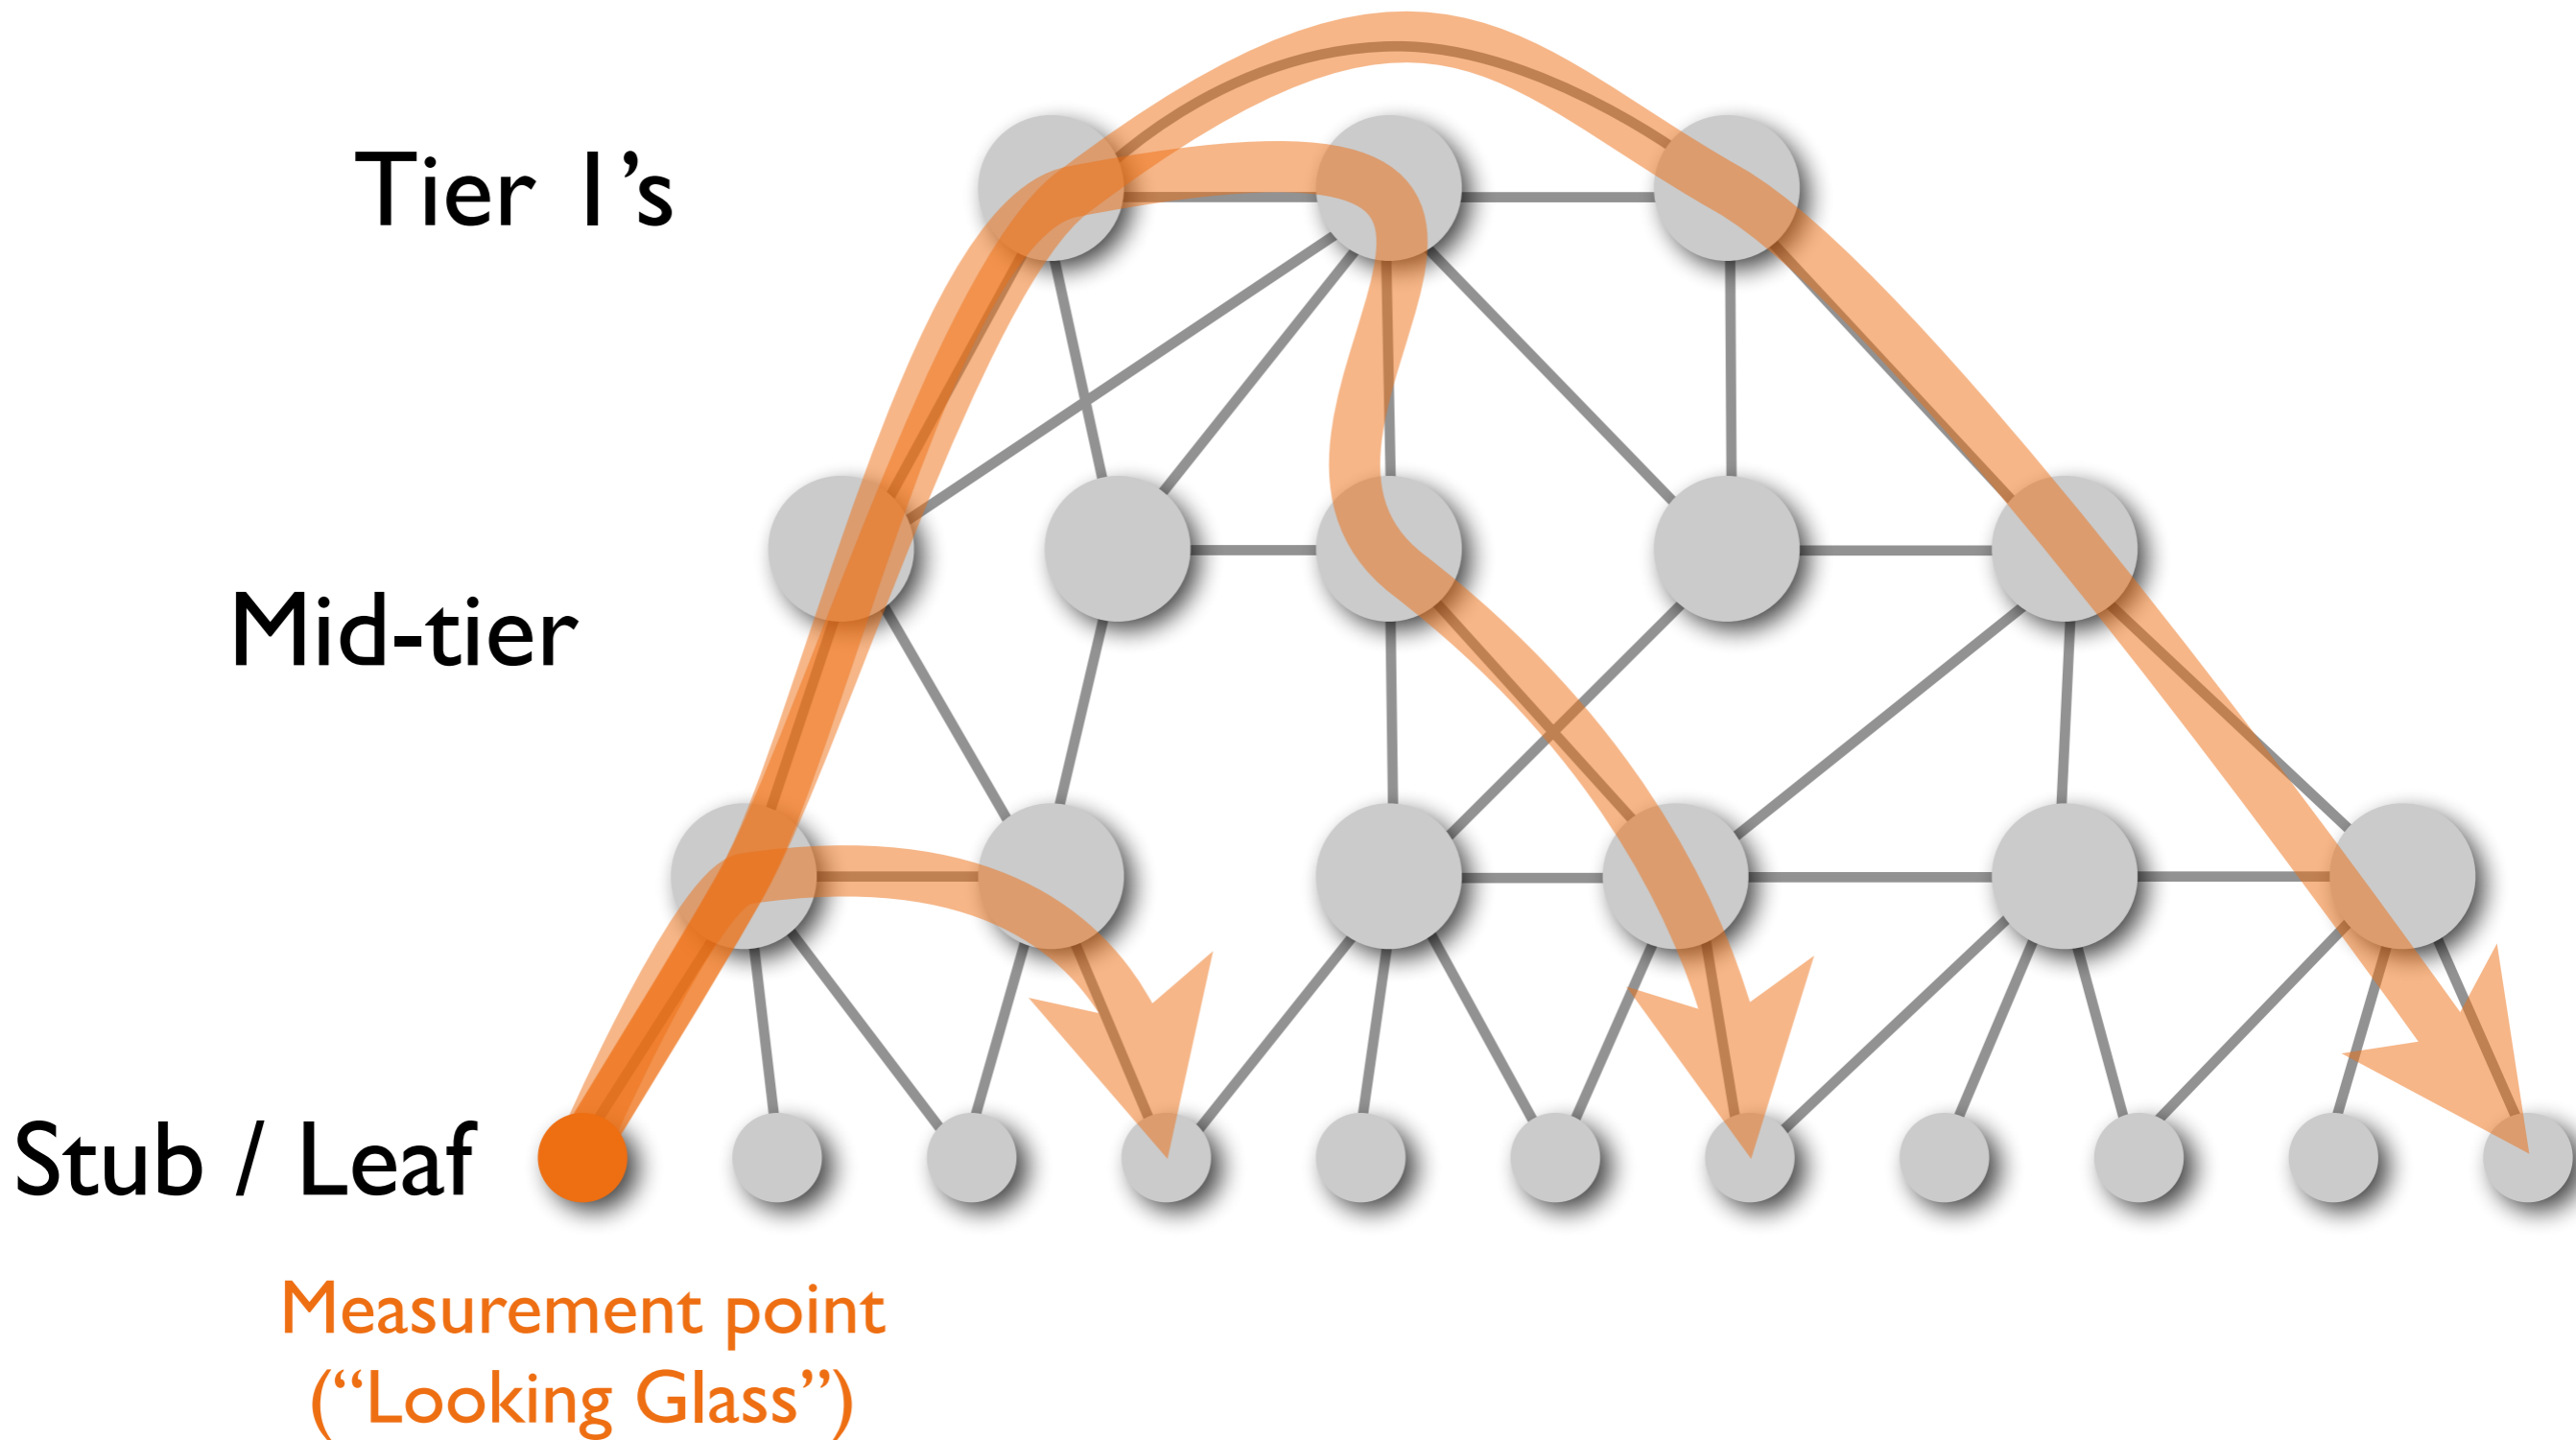 Tier 1’s
Mid-tier
Stub / Leaf
Measurement point
(“Looking Glass”)